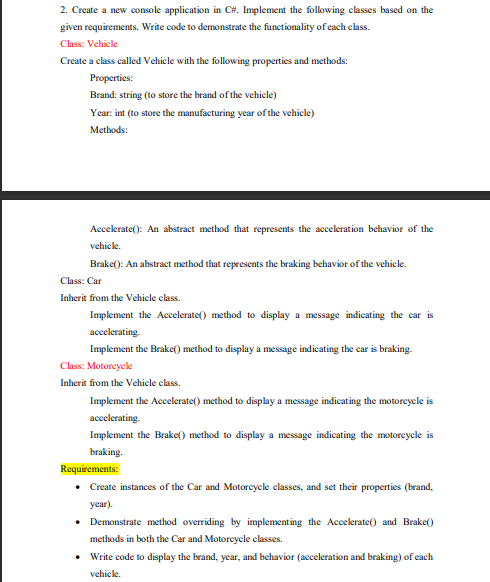 2. Create a new console application in C#. Implement the following classes based on the
given requirements. Write code to demonstrate the functionality of each class.
Class: Vehicle
Create a class called Vehicle with the following properties and methods:
Properties:
Brand: string (to store the brand of the vehicle)
Year: int (to store the manufacturing year of the vehicle)
Methods:
Accelerate(): An abstract method that represents the acceleration behavior of the
vehicle.
Brake(): An abstract method that represents the braking behavior of the vehicle.
Class: Car
Inherit from the Vehicle class.
Implement the Accelerate() method to display a message indicating the car is
accelerating.
Implement the Brake() method to display a message indicating the car is braking.
Class: Motorcycle
Inherit from the Vehicle class.
Implement the Accelerate() method to display a message indicating the motorcycle is
accelerating.
Implement the Brake() method to display a message indicating the motorcycle is
braking.
Requirements:
• Create instances of the Car and Motorcycle classes, and set their properties (brand,
year).
• Demonstrate method overriding by implementing the Accelerate() and Brake()
methods in both the Car and Motorcycle classes.
• Write code to display the brand, year, and behavior (acceleration and braking) of each
vehicle.